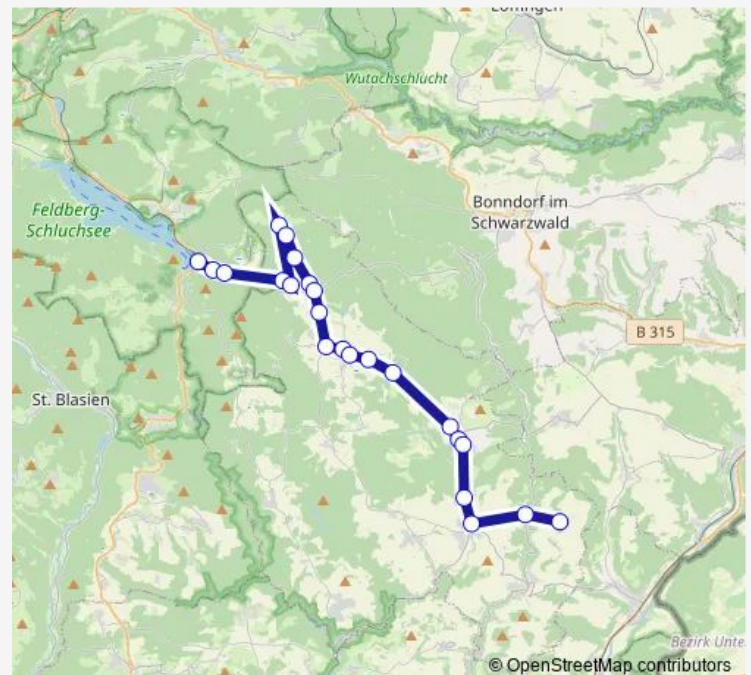 Löffingen
Wutachschlucht
Feldberg-
Schluchsee
Bonndorf im
Schwarzwald
B 315
St. Blasien
Bezirk Unte
© OpenStreetMap contributors